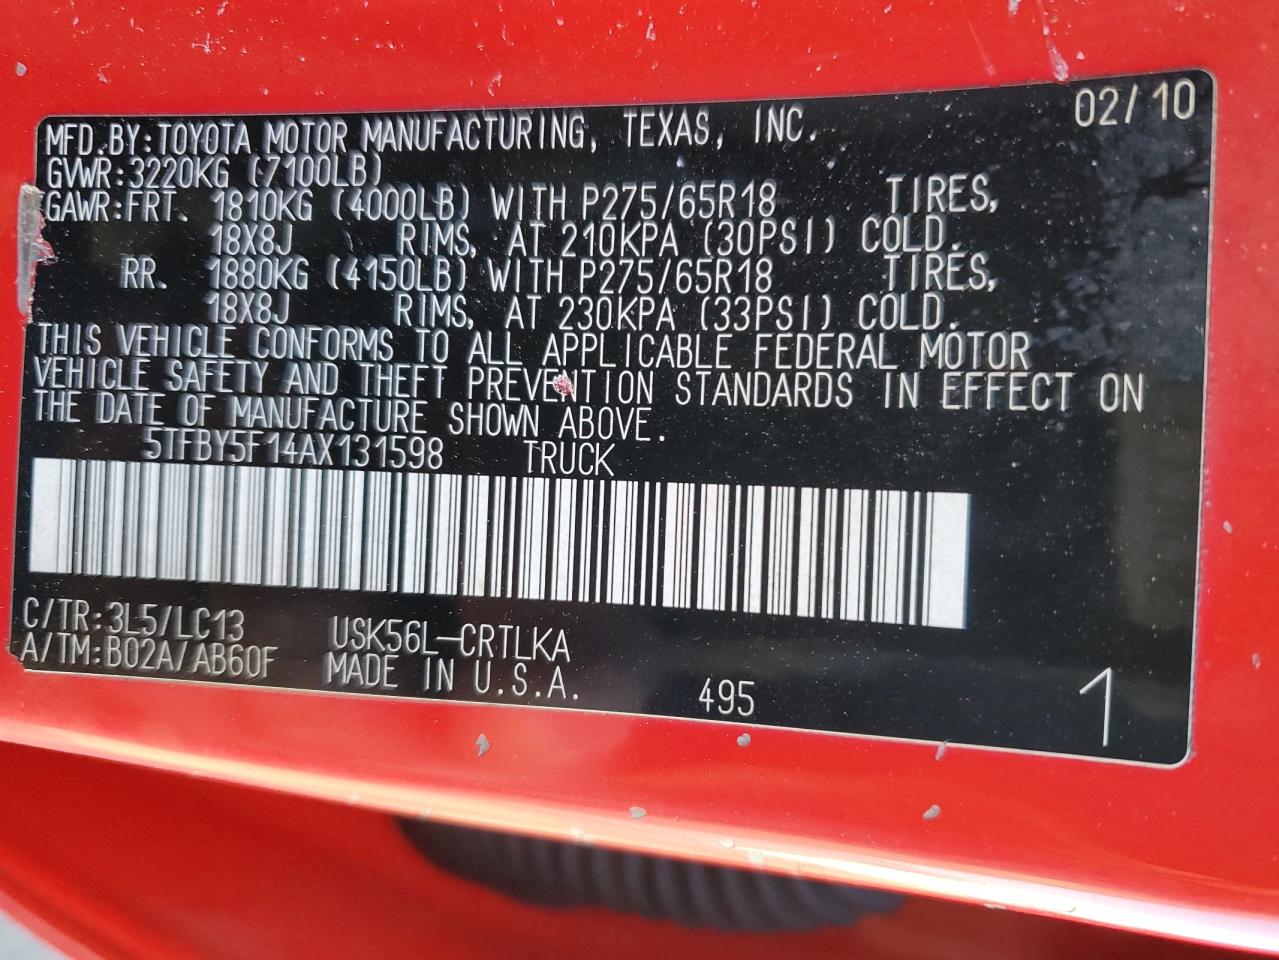 02/10
MFD.BY:TOYOTA MOTOR MANUFACTURING, TEXAS, INC.
GVWR:3220KG (7100LB)
GAWR:FRT. 1810KG (4000LB) WITH P275/65R18 TIRES,
18X8J RIMS, AT 210KPA (30PSI) COLD.
RR. 1880KG (4150LB) WITH P275/65R18 TIRES,
18X8J RIMS, AT 230KPA (33PSI) COLD.
THIS VEHICLE CONFORMS TO ALL APPLICABLE FEDERAL MOTOR
VEHICLE SAFETY AND THEFT PREVENTION STANDARDS IN EFFECT ON
THE DATE OF MANUFACTURE SHOWN ABOVE.
5TFBY5F14AX131598 TRUCK
C/TR:3L5/LC13 USK56L-CRTLKA
A/TM:B02A/AB60F MADE IN U.S.A. 495 1